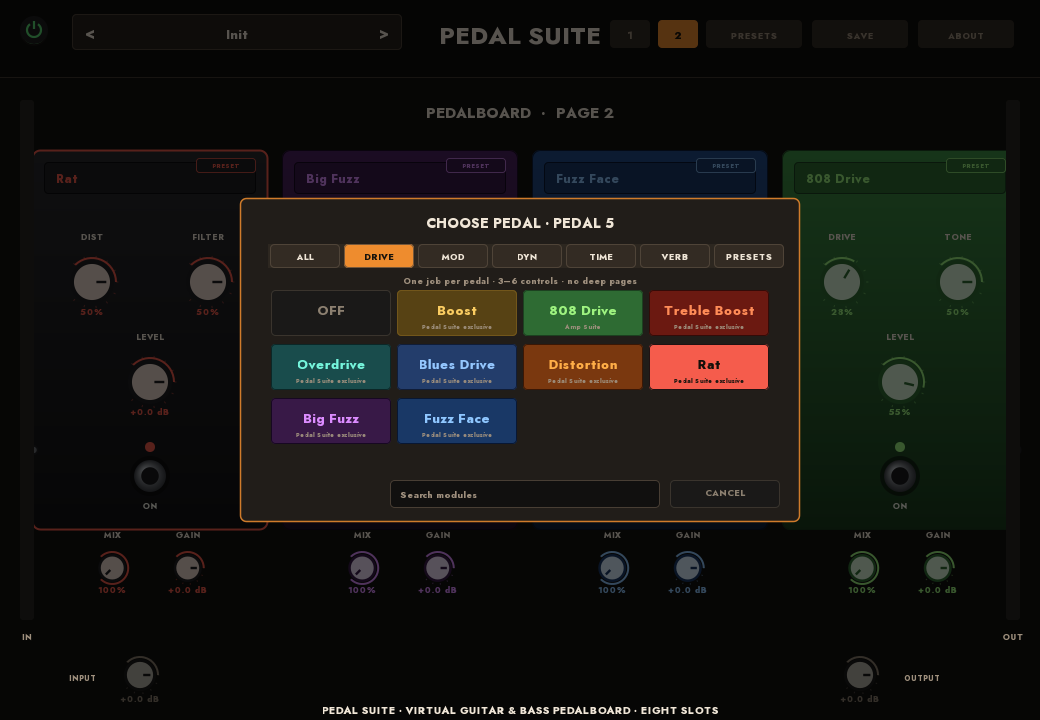 < Init >
PEDAL SUITE
1
2
PRESETS
SAVE
ABOUT
PEDALBOARD · PAGE 2
PRESET
PRESET
PRESET
PRESET
Rat
Big Fuzz
Fuzz Face
808 Drive
CHOOSE PEDAL · PEDAL 5
ALL
DRIVE
MOD
DYN
TIME
VERB
PRESETS
One job per pedal · 3–6 controls · no deep pages
OFF
Boost
Pedal Suite exclusive
808 Drive
Amp Suite
Treble Boost
Pedal Suite exclusive
Overdrive
Pedal Suite exclusive
Blues Drive
Pedal Suite exclusive
Distortion
Pedal Suite exclusive
Rat
Pedal Suite exclusive
Big Fuzz
Pedal Suite exclusive
Fuzz Face
Pedal Suite exclusive
Search modules
CANCEL
DIST
FILTER
50%
50%
LEVEL
+0.0 dB
ON
DRIVE
TONE
28%
50%
LEVEL
55%
ON
MIX
GAIN
100%
+0.0 dB
MIX
GAIN
100%
+0.0 dB
MIX
GAIN
100%
+0.0 dB
MIX
GAIN
100%
+0.0 dB
IN
OUT
INPUT
+0.0 dB
+0.0 dB
OUTPUT
PEDAL SUITE · VIRTUAL GUITAR & BASS PEDALBOARD · EIGHT SLOTS